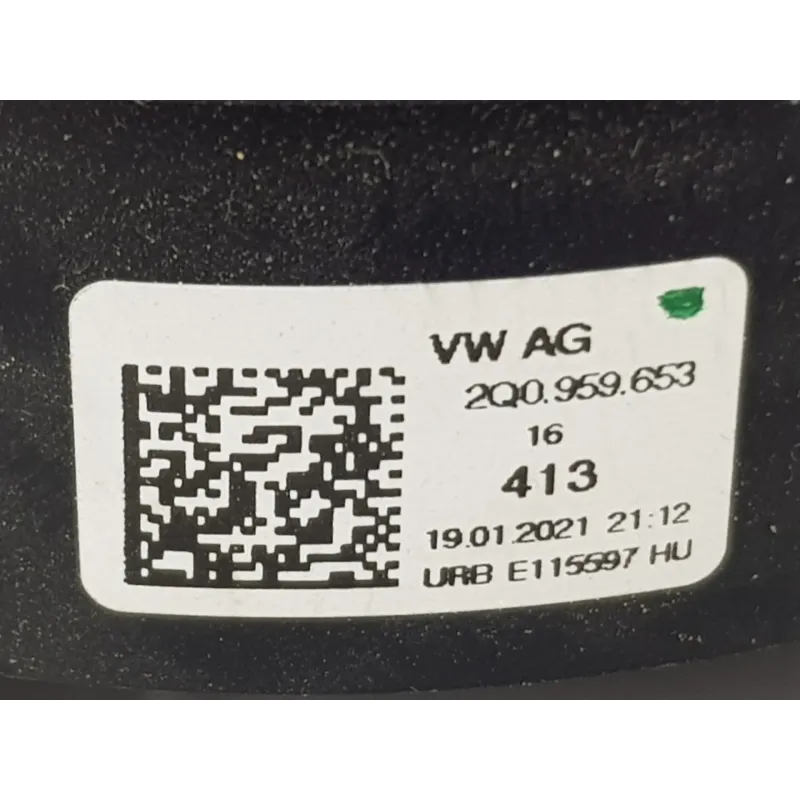 VW AG
2Q0.959.653
16
413
19.01.2021 21:12
URB E115597 HU